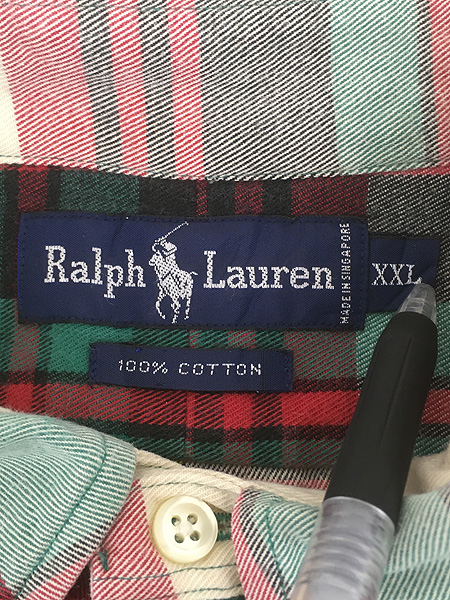 Ralph Lauren
MADE IN SINGAPORE
XXL
100% COTTON